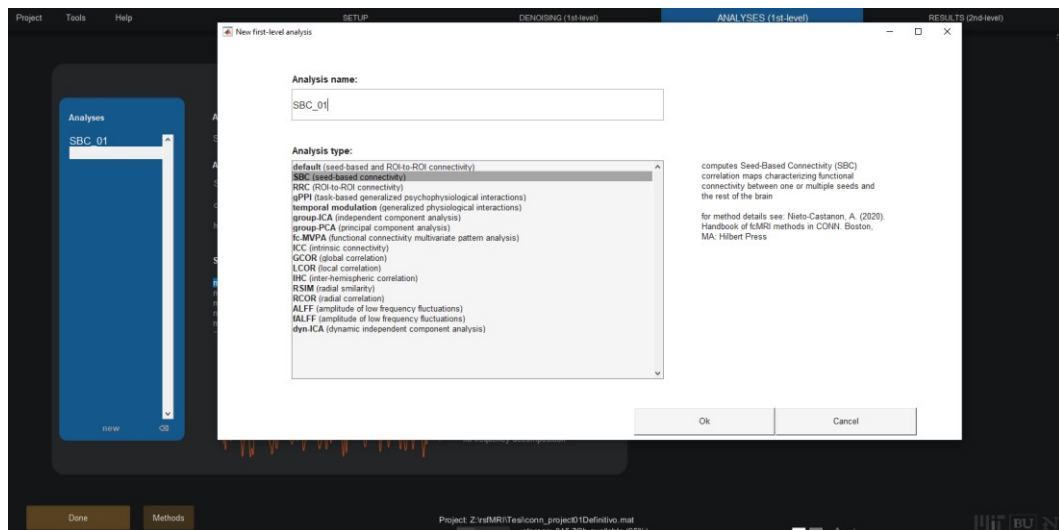 Project Tools Help SETUP DENOISING (1st-level) ANALYSES (1st-level) RESULTS (2nd-level)
New first-level analysis
Analysis name:
SBC_01
Analysis type:
default (seed-based and ROI-to-ROI connectivity)
SBC (seed-based connectivity)
RRC (ROI-to-ROI connectivity)
gPPI (task-based generalized psychophysiological interactions)
temporal modulation (generalized physiological interactions)
group-ICA (independent component analysis)
group-PCA (principal component analysis)
fc-MVPA (functional connectivity multivariate pattern analysis)
ICC (intrinsic connectivity)
GCOR (global correlation)
LCOR (local correlation)
IHC (inter-hemispheric correlation)
RSIM (radial smilarity)
RCOR (radial correlation)
ALFF (amplitude of low frequency fluctuations)
fALFF (amplitude of low frequency fluctuations)
dyn-ICA (dynamic independent component analysis)
computes Seed-Based Connectivity (SBC)
correlation maps characterizing functional
connectivity between one or multiple seeds and
the rest of the brain
for method details see: Nieto-Castanon, A. (2020).
Handbook of fcMRI methods in CONN. Boston,
MA: Hilbert Press
Ok Cancel
Analyses
SBC_01
new
Done Methods
Project: Z:\rsfMRI\Tesi\conn_project01Definitivo.mat
BU